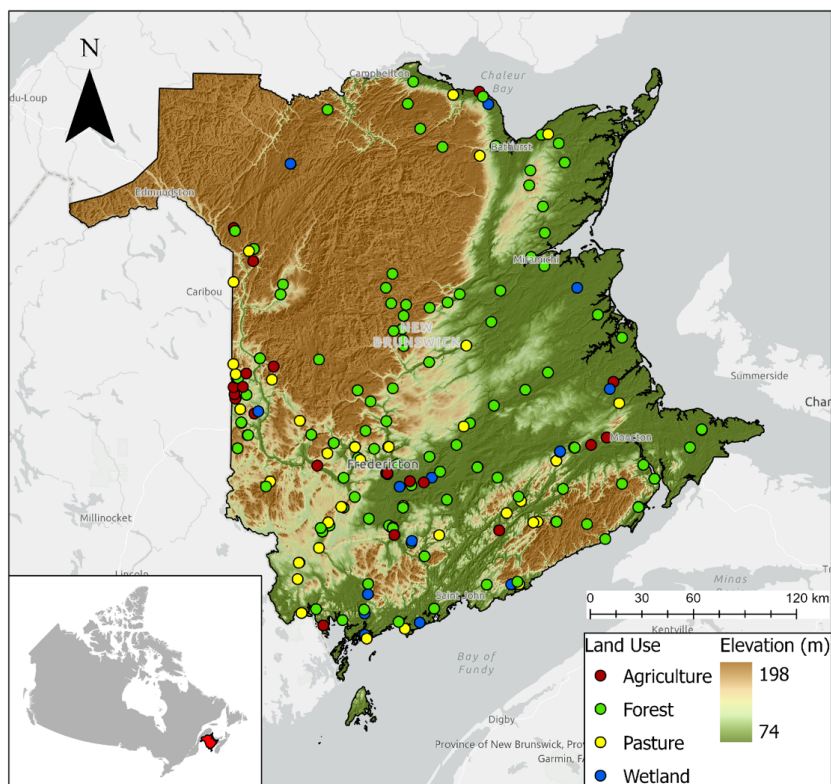 N
Campbellton
Chaleur
Bay
du-Loup
Bathurst
Edmundston
Miramichi
Caribou
NEW
BRUNSWICK
Summerside
Char
Moncton
Fredericton
Millinocket
Lincoln
Minas
Saint John
0 30 60 120 km
Kentville
Bay of
Fundy
Digby
Province of New Brunswick, Prov
Garmin, FA
Land Use
Agriculture
Forest
Pasture
Wetland
Elevation (m)
198
74